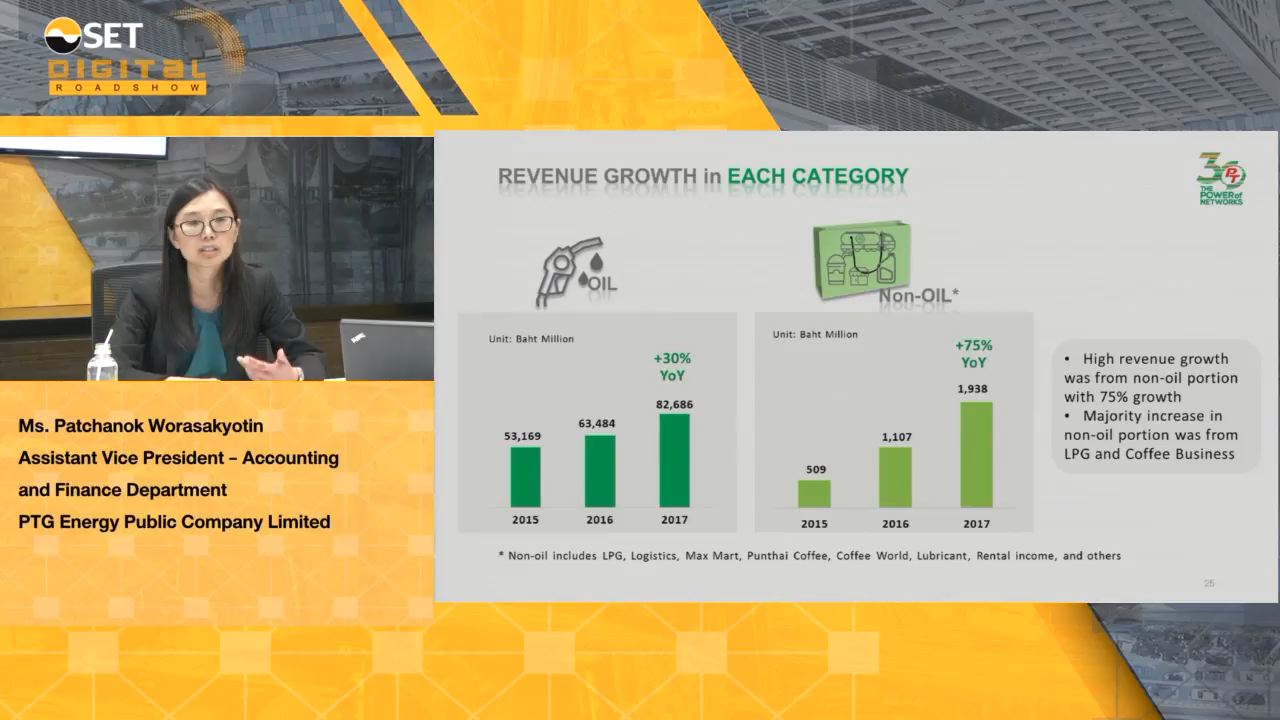 SET
DIGITAL
ROADSHOW
REVENUE GROWTH in EACH CATEGORY
30
PT
THE
POWER of
NETWORKS
OIL
Non-OIL*
Unit: Baht Million
+30%
YoY
53,169
63,484
82,686
2015
2016
2017
Unit: Baht Million
+75%
YoY
509
1,107
1,938
2015
2016
2017
• High revenue growth
was from non-oil portion
with 75% growth
• Majority increase in
non-oil portion was from
LPG and Coffee Business
* Non-oil includes LPG, Logistics, Max Mart, Punthai Coffee, Coffee World, Lubricant, Rental income, and others
25
Ms. Patchanok Worasakyotin
Assistant Vice President – Accounting
and Finance Department
PTG Energy Public Company Limited